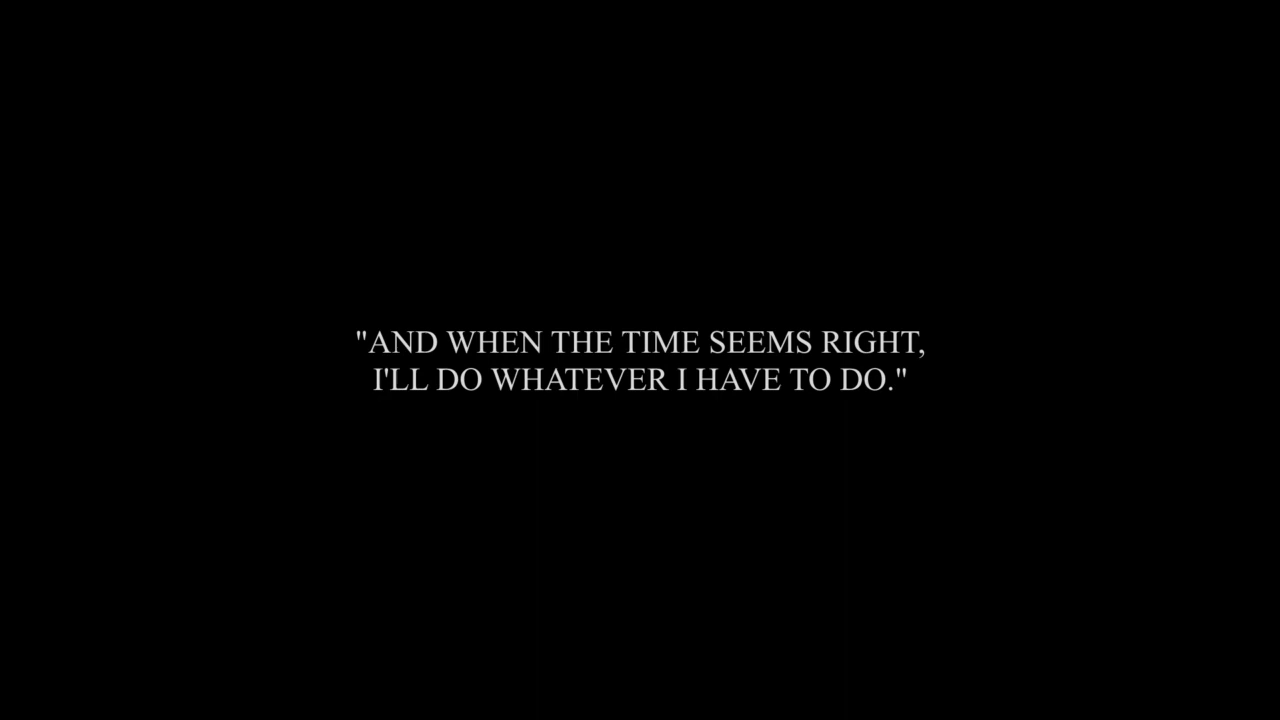 "AND WHEN THE TIME SEEMS RIGHT,
I'LL DO WHATEVER I HAVE TO DO."